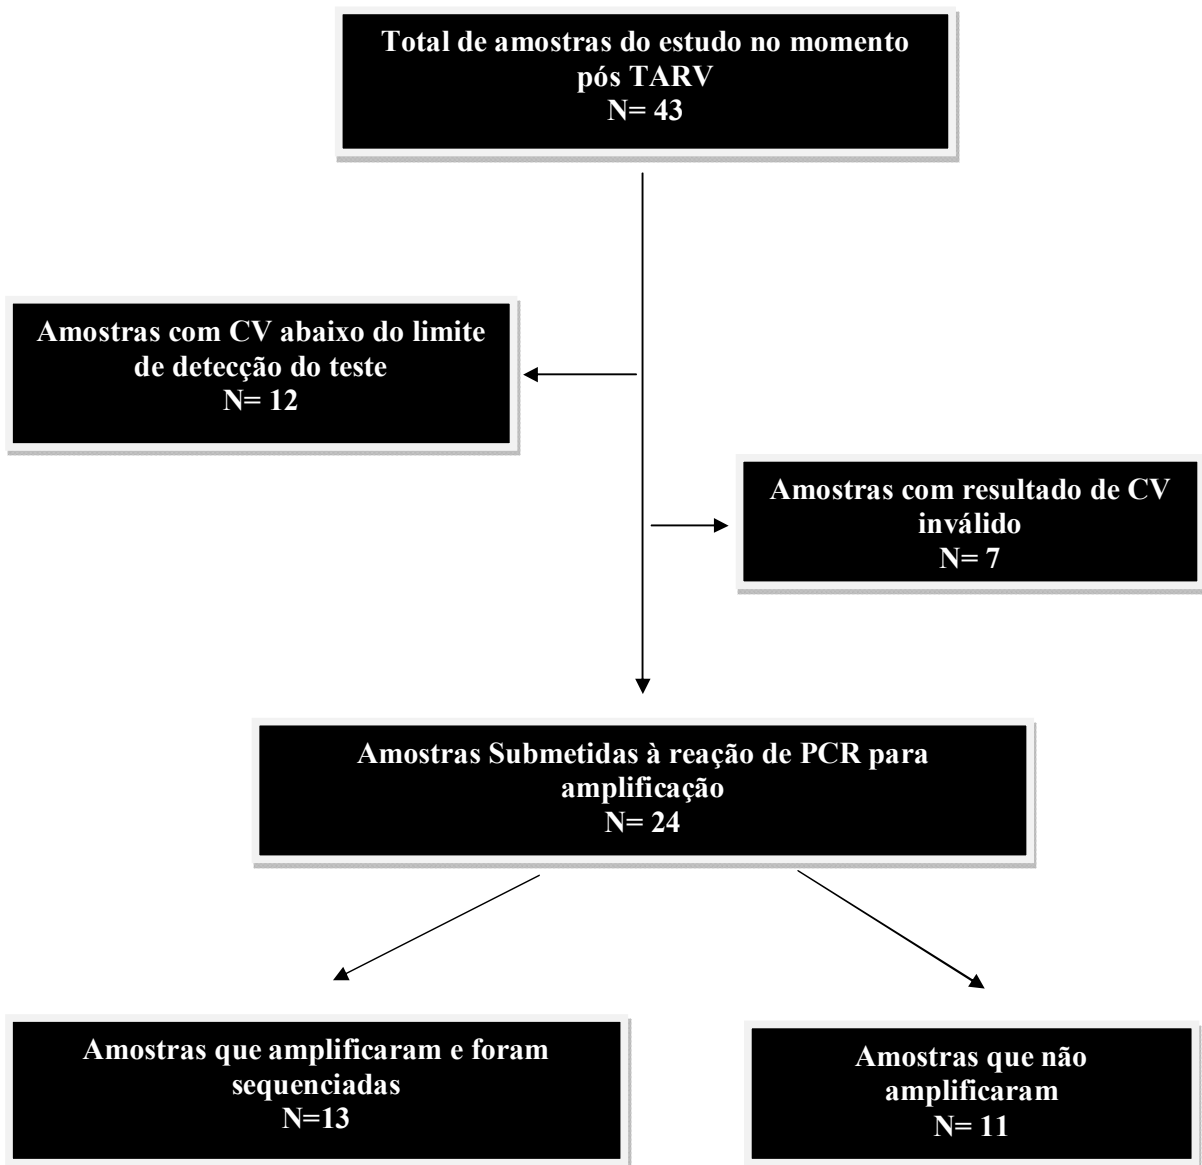 Total de amostras do estudo no momento
pós TARV
N= 43
Amostras com CV abaixo do limite
de detecção do teste
N= 12
Amostras com resultado de CV
inválido
N= 7
Amostras Submetidas à reação de PCR para
amplificação
N= 24
Amostras que amplificaram e foram
sequenciadas
N=13
Amostras que não
amplificaram
N= 11